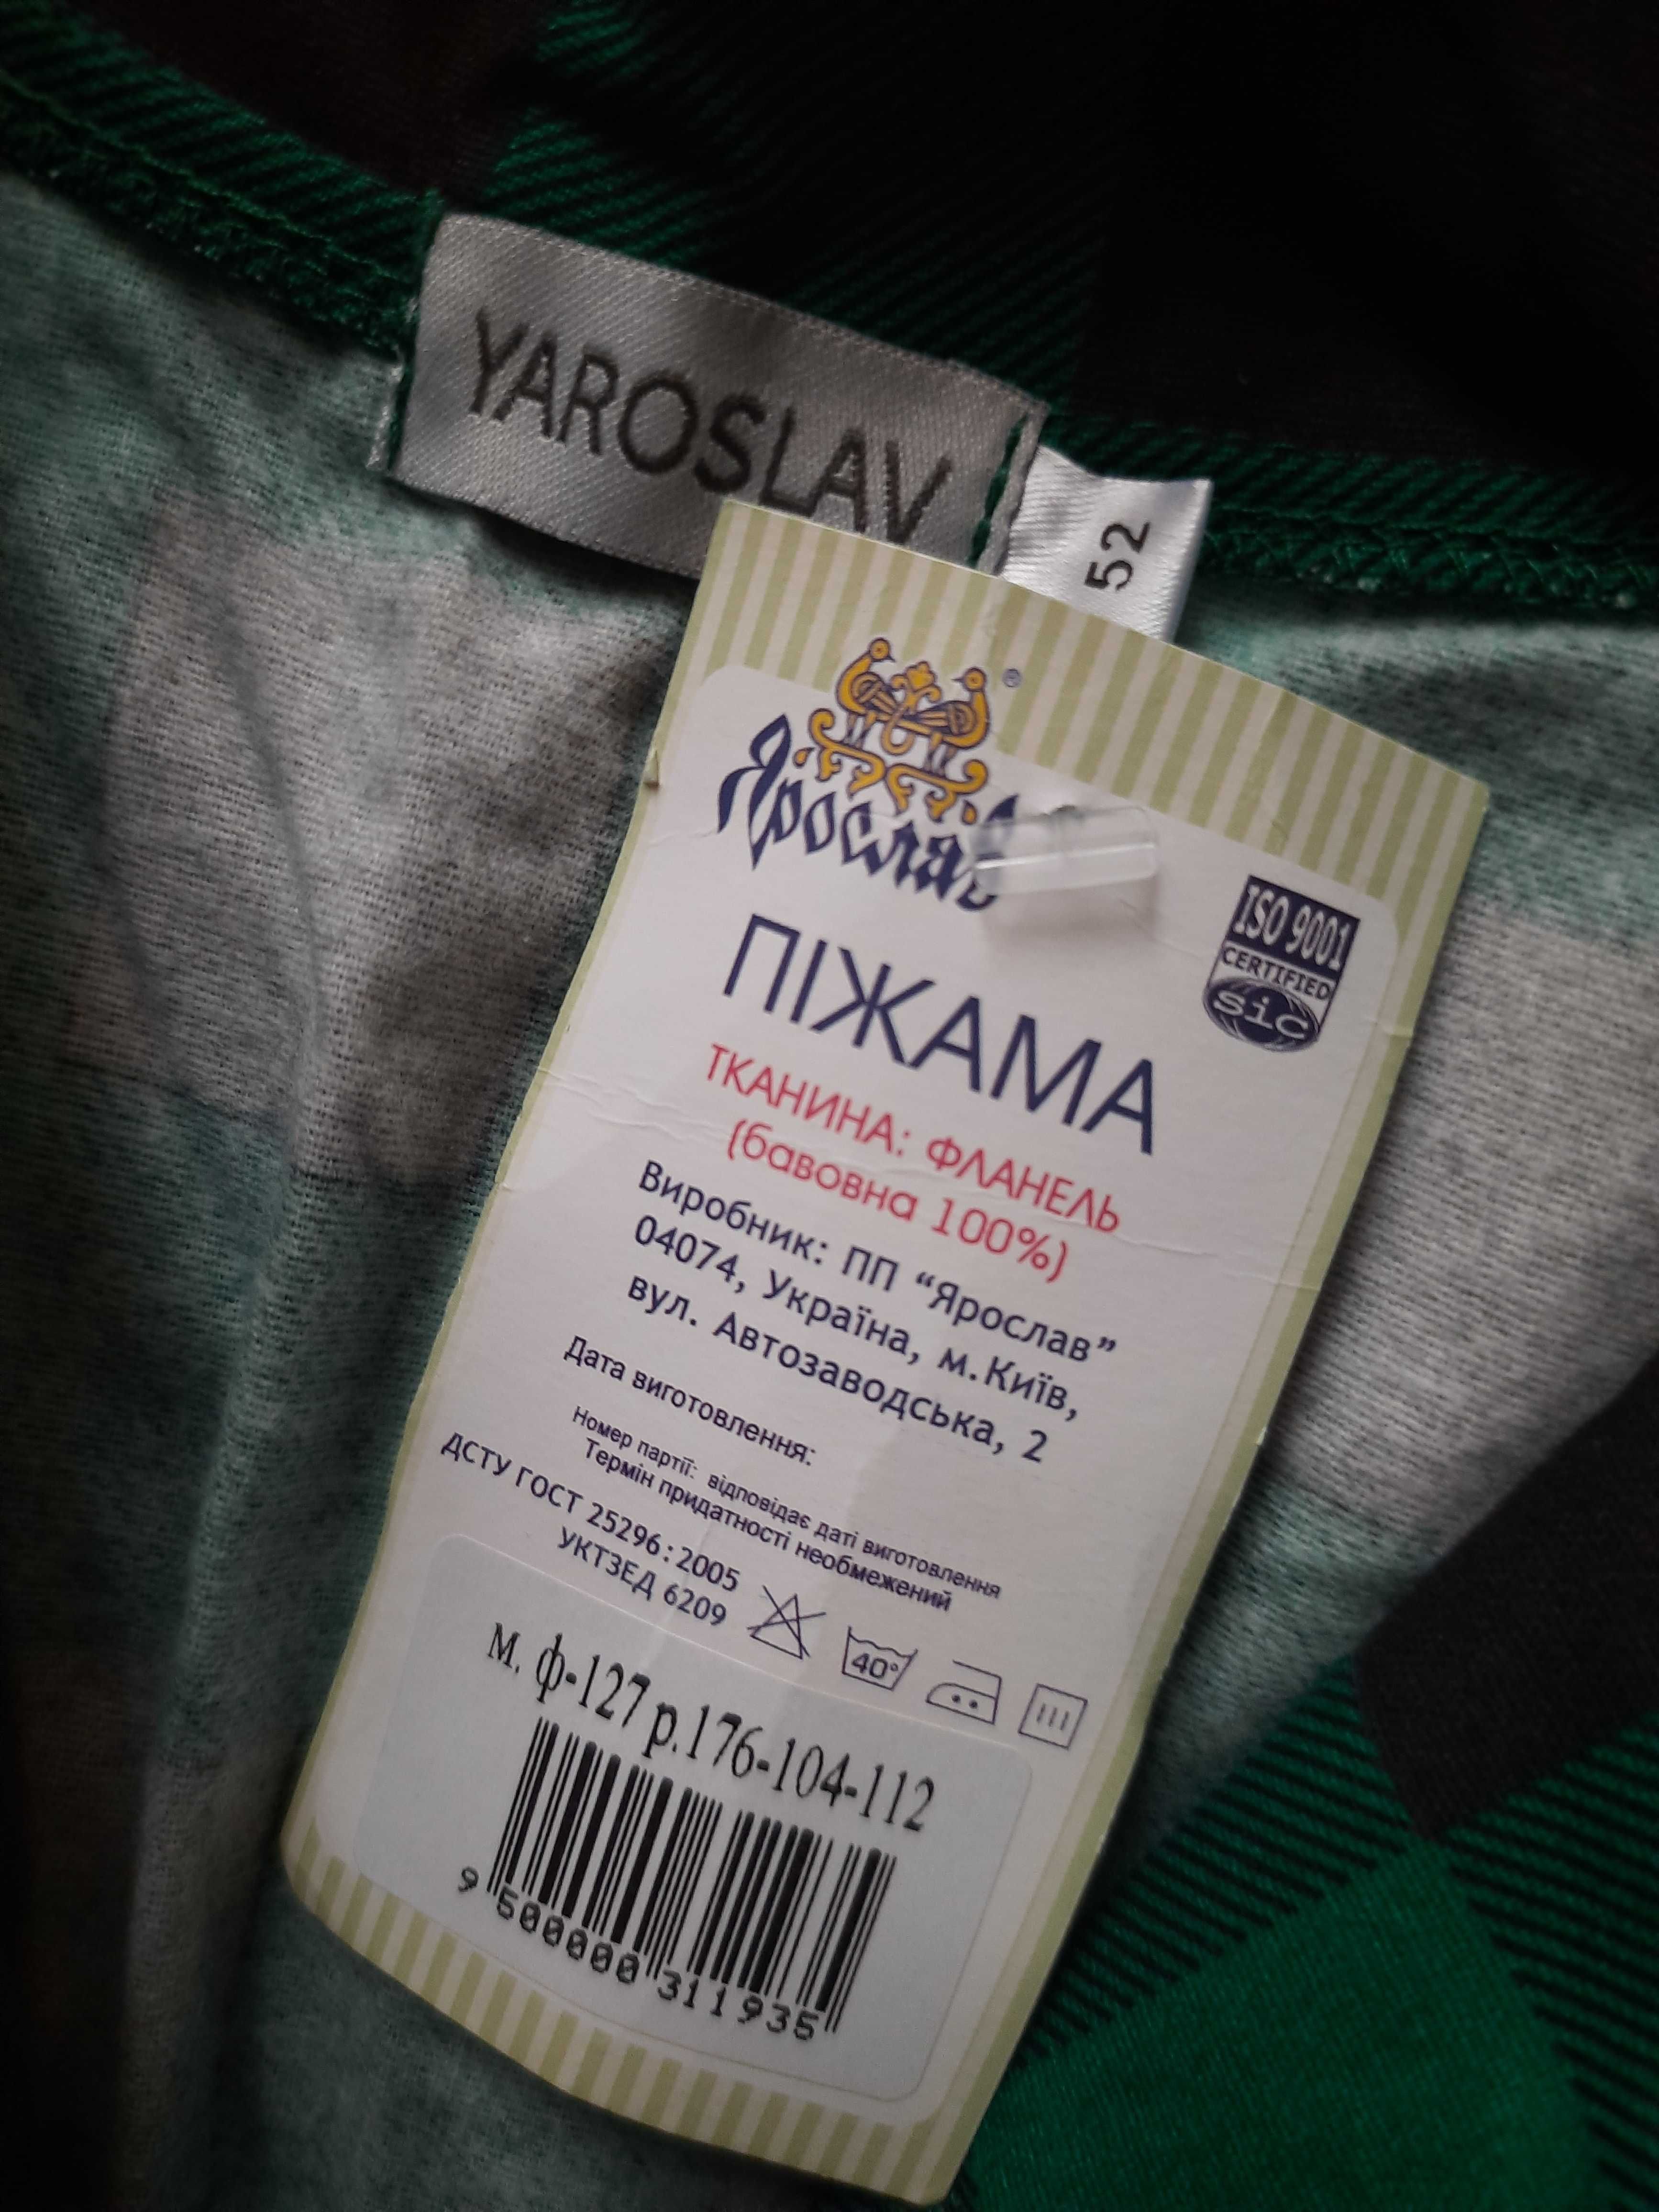 YAROSLAV
52
Ярослав
®
ISO 9001
CERTIFIED
sic
ПІЖАМА
ТКАНИНА: ФЛАНЕЛЬ
(бавовна 100%)
Виробник: ПП “Ярослав”
04074, Україна, м.Київ,
вул. Автозаводська, 2
Дата виготовлення:
Номер партії: відповідає даті виготовлення
Термін придатності необмежений
ДСТУ ГОСТ 25296:2005
УКТЗЕД 6209
40°
м. ф-127 р.176-104-112
9 500000 311935